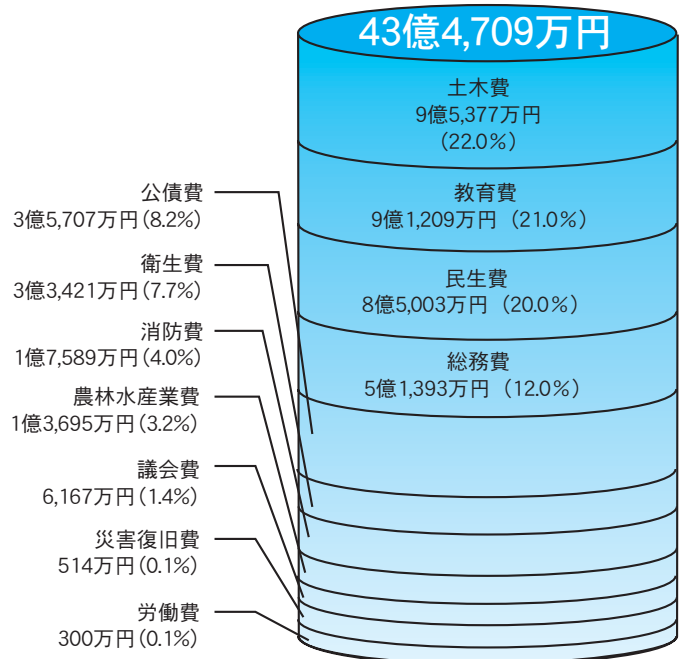 43億4,709万円
土木費
9億5,377万円
(22.0%)
教育費
9億1,209万円 (21.0%)
民生費
8億5,003万円 (20.0%)
総務費
5億1,393万円 (12.0%)
公債費
3億5,707万円(8.2%)
衛生費
3億3,421万円(7.7%)
消防費
1億7,589万円(4.0%)
農林水産業費
1億3,695万円(3.2%)
議会費
6,167万円(1.4%)
災害復旧費
514万円(0.1%)
労働費
300万円(0.1%)